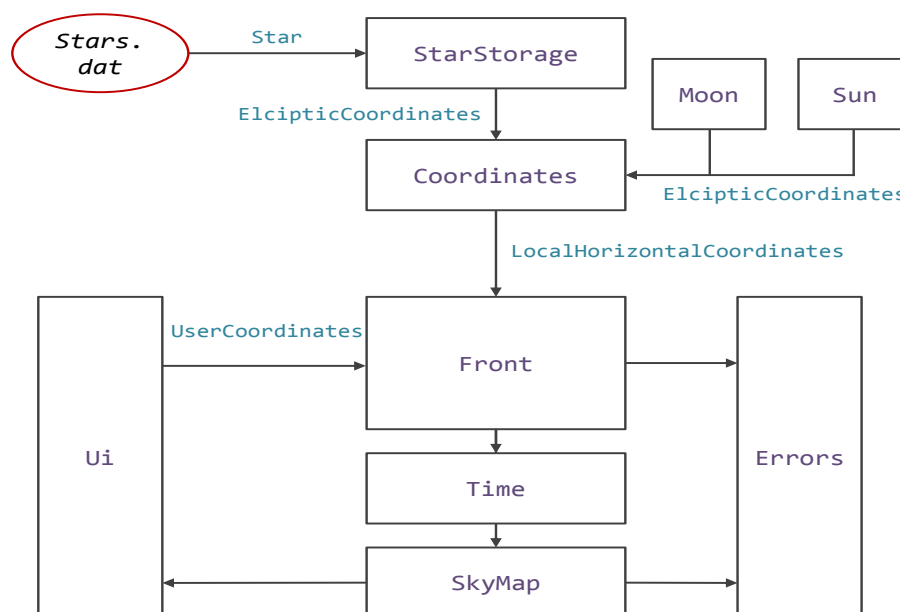 Stars.
dat
Star
StarStorage
Moon
Sun
ElcipticCoordinates
Coordinates
ElcipticCoordinates
LocalHorizontalCoordinates
UserCoordinates
Front
Ui
Errors
Time
SkyMap